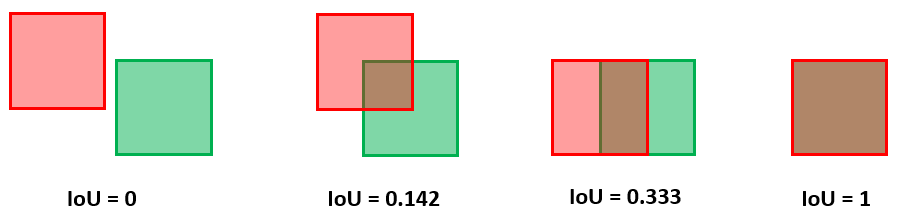 IoU = 0
IoU = 0.142
IoU = 0.333
IoU = 1